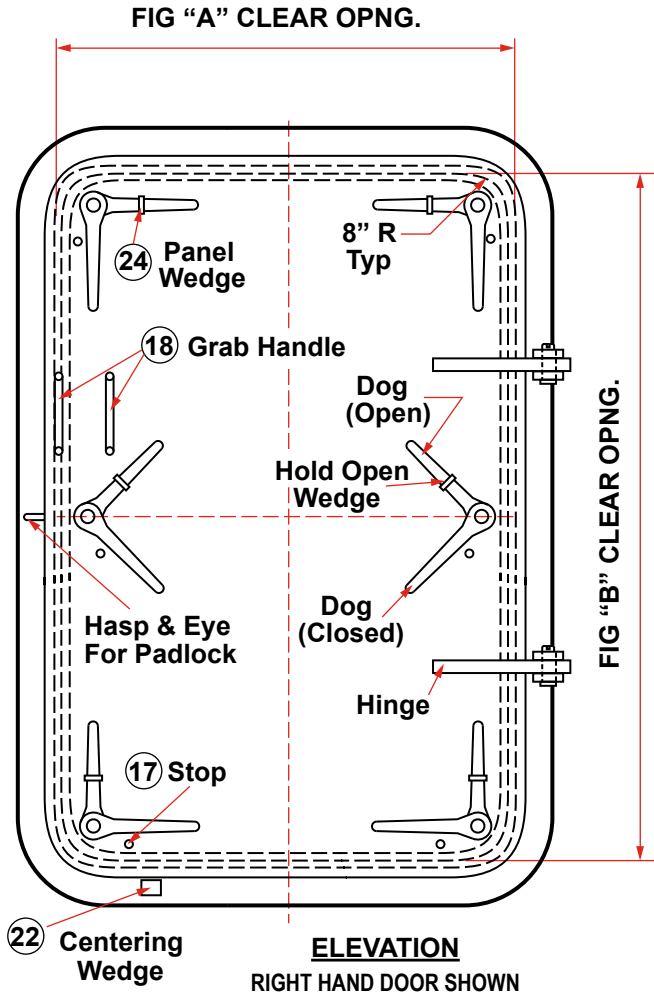 FIG “A” CLEAR OPNG.
24 Panel
Wedge
8” R
Typ
18 Grab Handle
Dog
(Open)
Hold Open
Wedge
FIG “B” CLEAR OPNG.
Dog
(Closed)
Hasp & Eye
For Padlock
Hinge
17 Stop
22 Centering
Wedge
ELEVATION
RIGHT HAND DOOR SHOWN